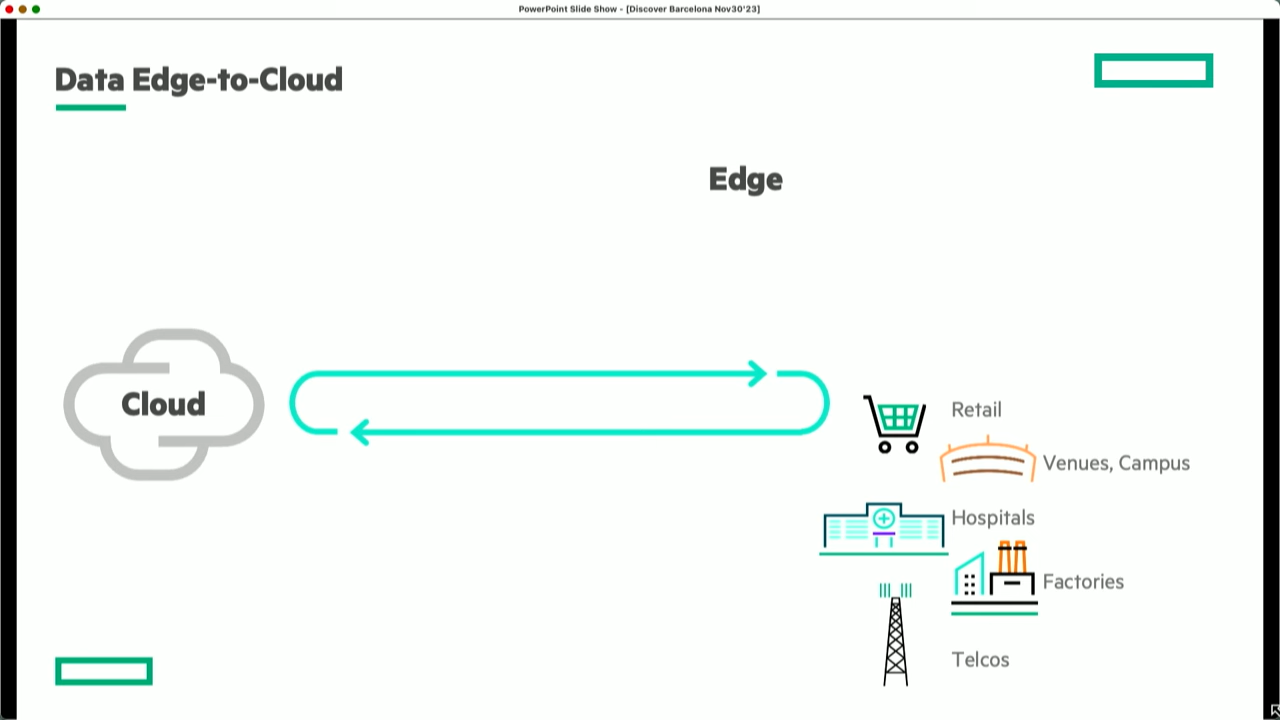 PowerPoint Slide Show - [Discover Barcelona Nov30'23]
Data Edge-to-Cloud
Edge
Cloud
Retail
Venues, Campus
Hospitals
Factories
Telcos